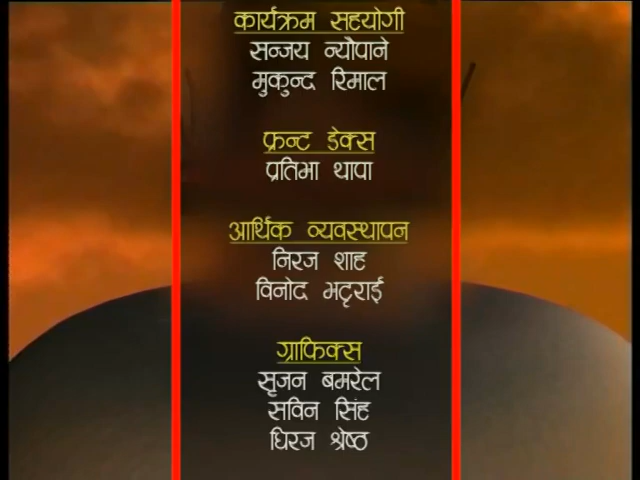 कार्यक्रम सहयोगी
सन्जय न्यौपाने
मुकुन्द रिमाल
फ्रन्ट डेक्स
प्रतिभा थापा
आर्थिक व्यवस्थापन
निरज शाह
विनोद भट्टराई
ग्राफिक्स
सृजन बमरेल
सविन सिंह
धिरज श्रेष्ठ